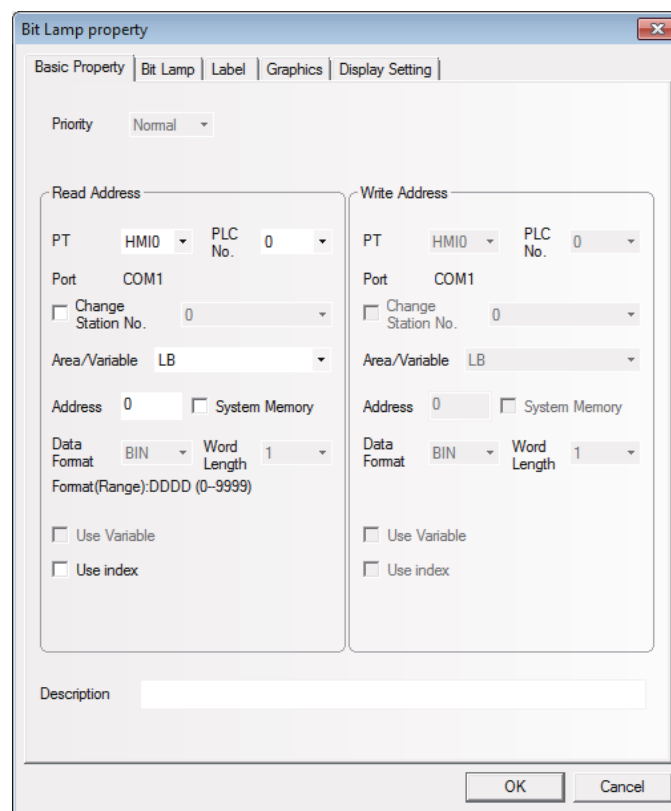 Bit Lamp property
Basic Property Bit Lamp Label Graphics Display Setting
Priority Normal
Read Address
PT HMI0 PLC No. 0
Port COM1
Change Station No. 0
Area/Variable LB
Address 0 System Memory
Data Format BIN Word Length 1
Format(Range):DDDD (0--9999)
Use Variable
Use index
Write Address
PT HMI0 PLC No. 0
Port COM1
Change Station No. 0
Area/Variable LB
Address 0 System Memory
Data Format BIN Word Length 1
Use Variable
Use index
Description
OK Cancel